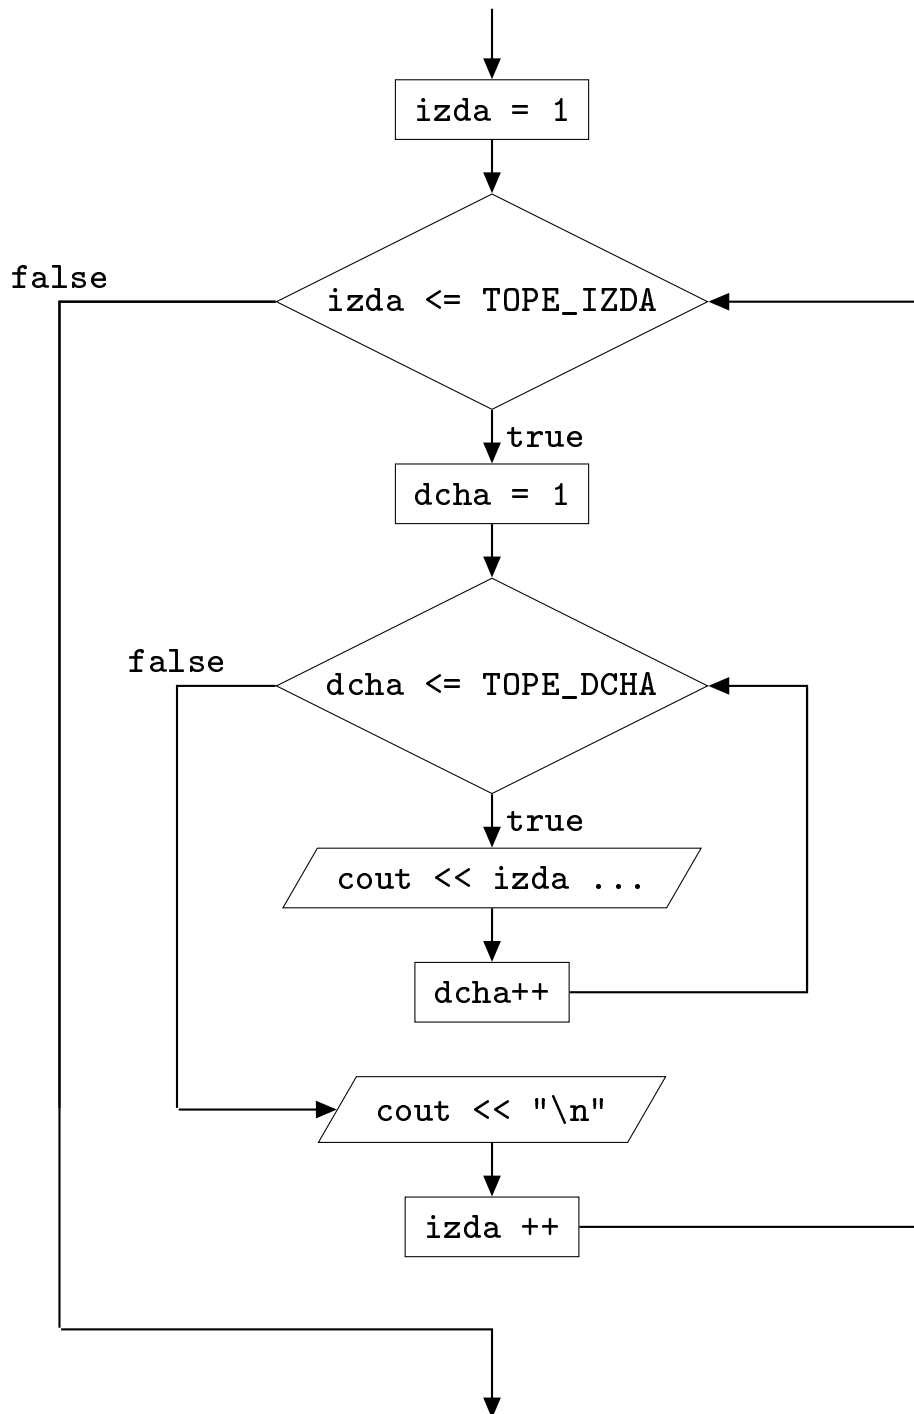 izda = 1
false
izda <= TOPE_IZDA
true
dcha = 1
false
dcha <= TOPE_DCHA
true
cout << izda ...
dcha++
cout << "\n"
izda ++